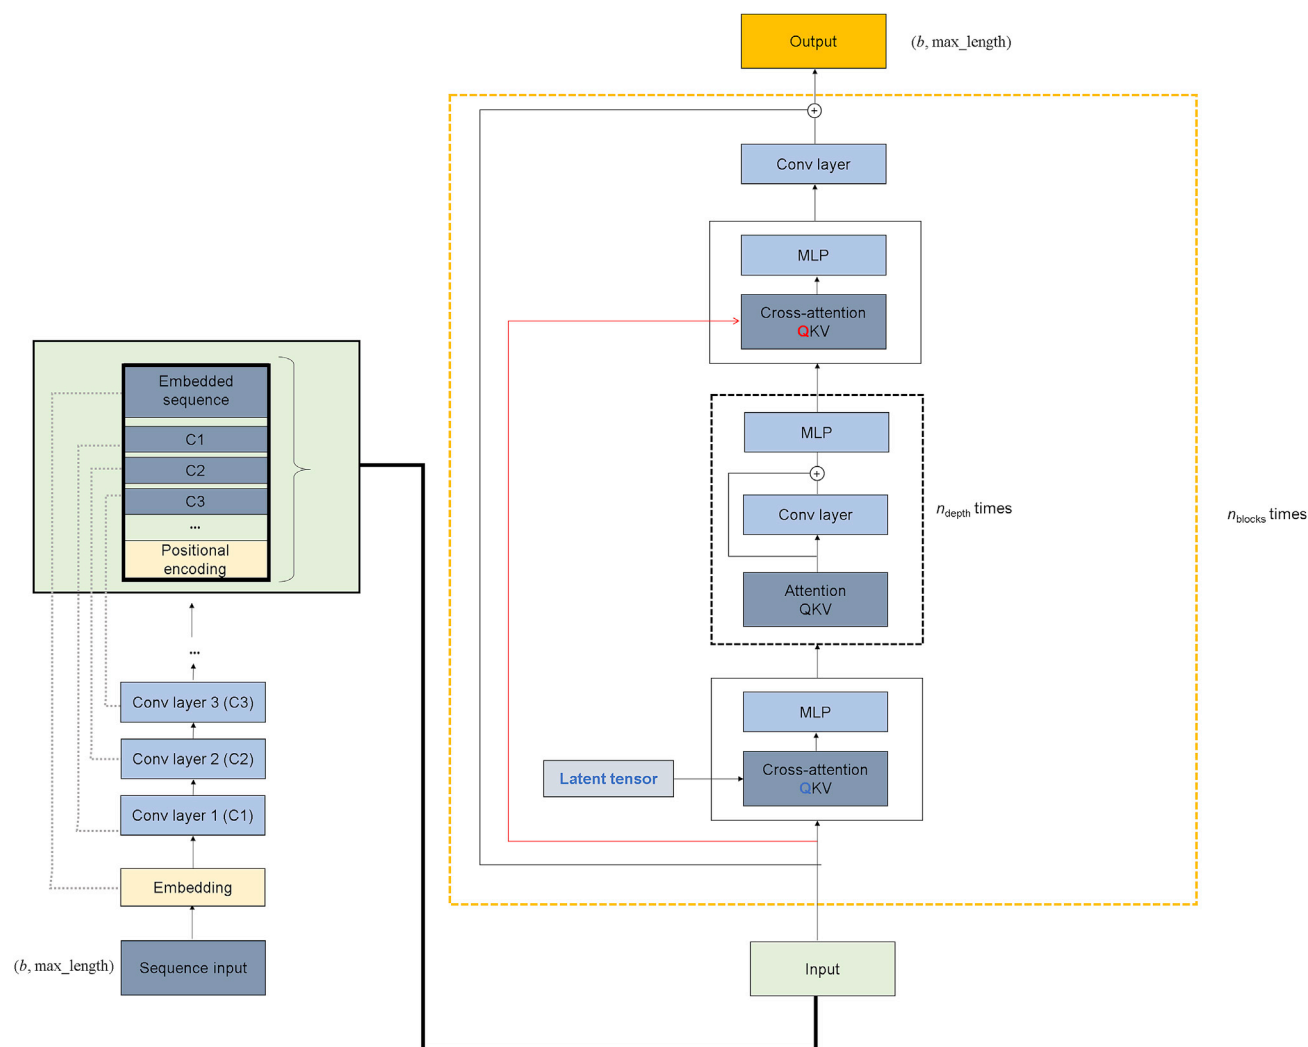 Output
(b, max_length)
Conv layer
MLP
Cross-attention
QKV
MLP
Conv layer
n_depth times
n_blocks times
Attention
QKV
MLP
Latent tensor
Cross-attention
QKV
Input
Embedded
sequence
C1
C2
C3
...
Positional
encoding
...
Conv layer 3 (C3)
Conv layer 2 (C2)
Conv layer 1 (C1)
Embedding
(b, max_length)
Sequence input